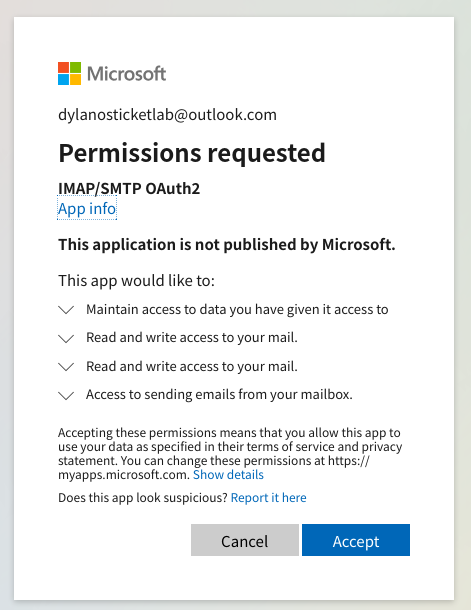 Microsoft
dylanosticketlab@outlook.com
Permissions requested
IMAP/SMTP OAuth2
App info
This application is not published by Microsoft.
This app would like to:
Maintain access to data you have given it access to
Read and write access to your mail.
Read and write access to your mail.
Access to sending emails from your mailbox.
Accepting these permissions means that you allow this app to
use your data as specified in their terms of service and privacy
statement. You can change these permissions at https://
myapps.microsoft.com. Show details
Does this app look suspicious? Report it here
Cancel Accept